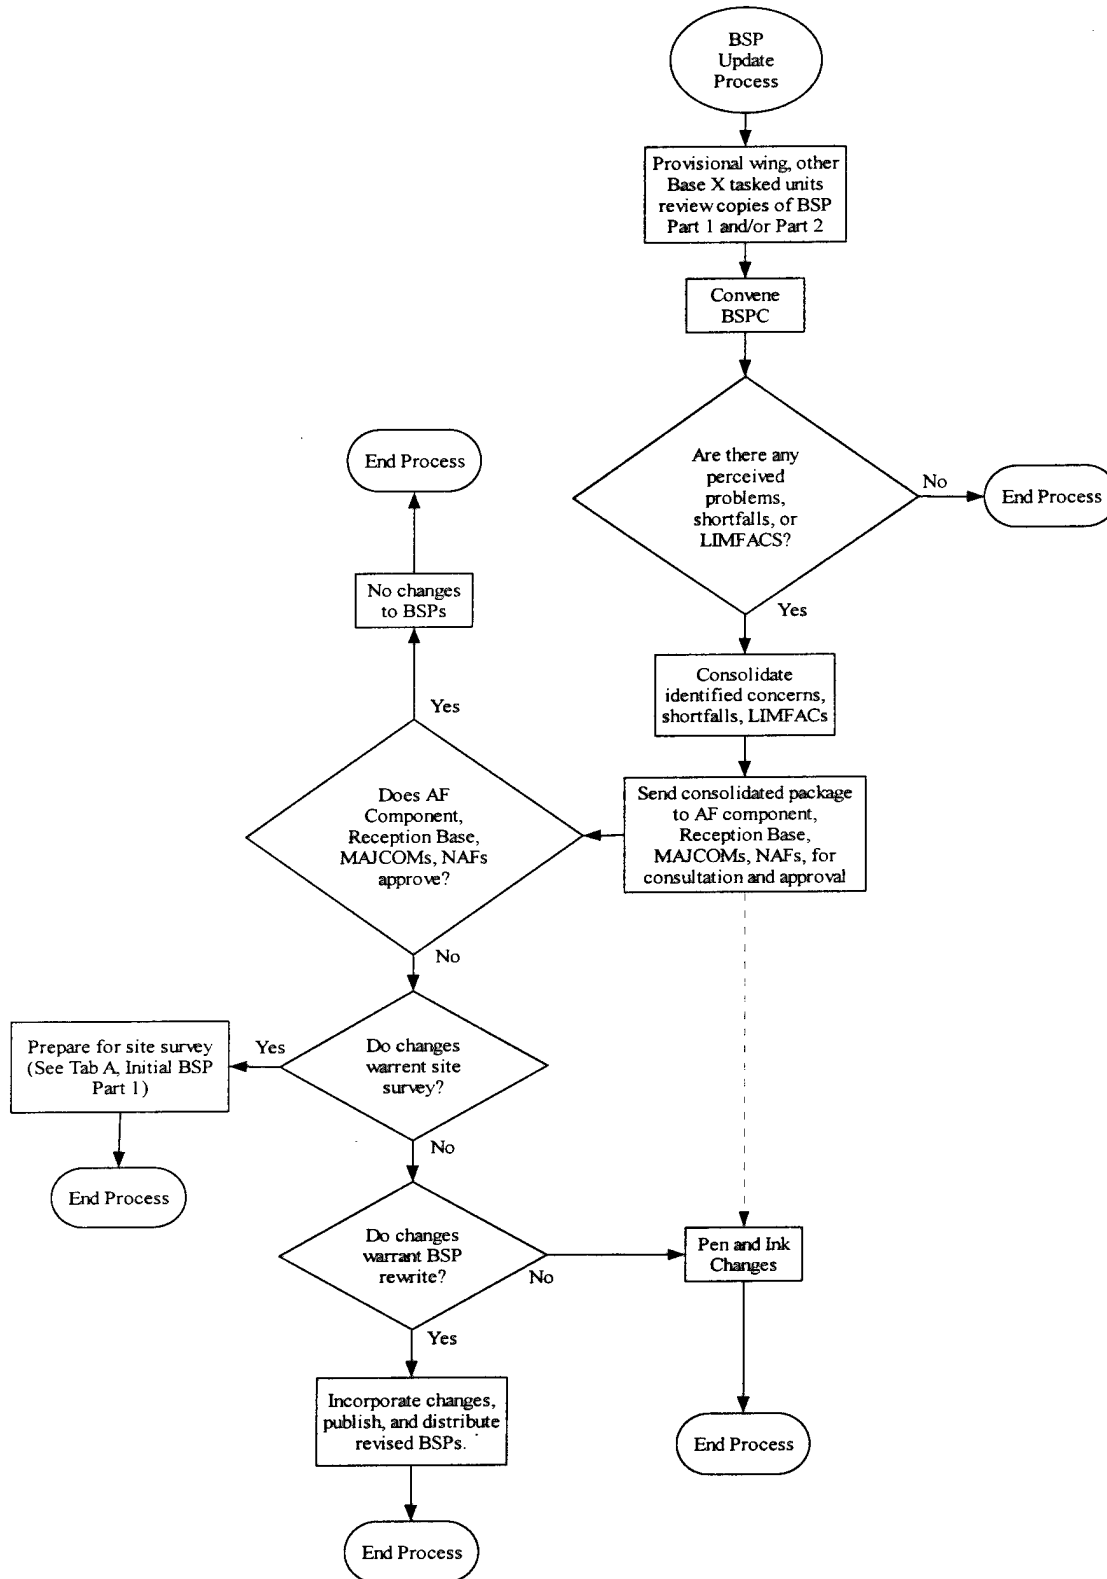 BSP
Update
Process
Provisional wing, other
Base X tasked units
review copies of BSP
Part 1 and/or Part 2
Convene
BSPC
Are there any
perceived
problems,
shortfalls, or
LIMFACS?
No
End Process
Yes
Consolidate
identified concerns,
shortfalls, LIMFACs
Send consolidated package
to AF component,
Reception Base,
MAJCOMs, NAFs, for
consultation and approval
Does AF
Component,
Reception Base,
MAJCOMs, NAFs
approve?
Yes
No changes
to BSPs
End Process
No
Do changes
warrent site
survey?
Yes
Prepare for site survey
(See Tab A, Initial BSP
Part 1)
End Process
No
Do changes
warrant BSP
rewrite?
No
Pen and Ink
Changes
End Process
Yes
Incorporate changes,
publish, and distribute
revised BSPs.
End Process